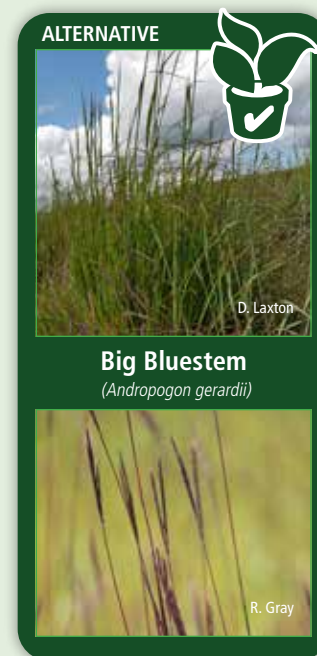 ALTERNATIVE
D. Laxton
Big Bluestem
(Andropogon gerardii)
R. Gray